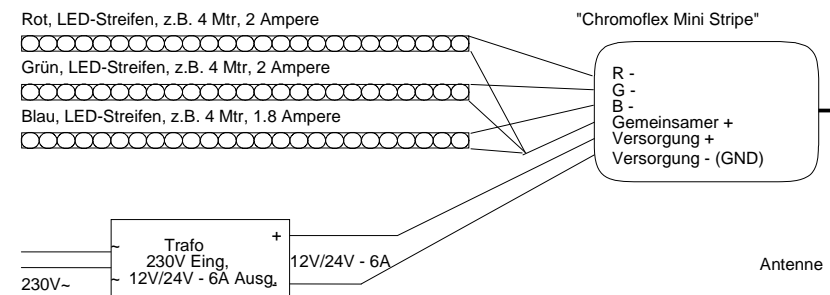 Rot, LED-Streifen, z.B. 4 Mtr, 2 Ampere
"Chromoflex Mini Stripe"
Grün, LED-Streifen, z.B. 4 Mtr, 2 Ampere
Blau, LED-Streifen, z.B. 4 Mtr, 1.8 Ampere
R -
G -
B -
Gemeinsamer +
Versorgung +
Versorgung - (GND)
~ +
Trafo
230V Eing,
12V/24V - 6A
230V~
~ 12V/24V - 6A Ausg. -
Antenne